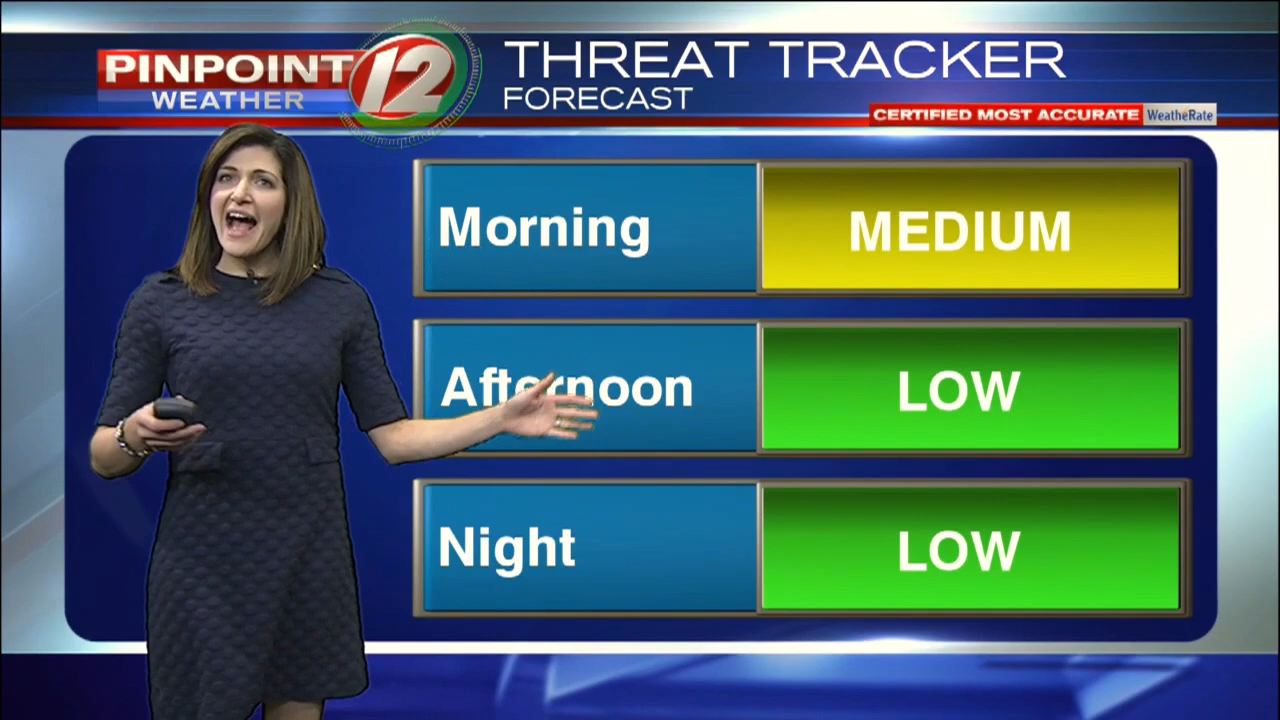 PINPOINT 12
WEATHER
THREAT TRACKER
FORECAST
CERTIFIED MOST ACCURATE WeatheRate
Morning MEDIUM
Afternoon LOW
Night LOW